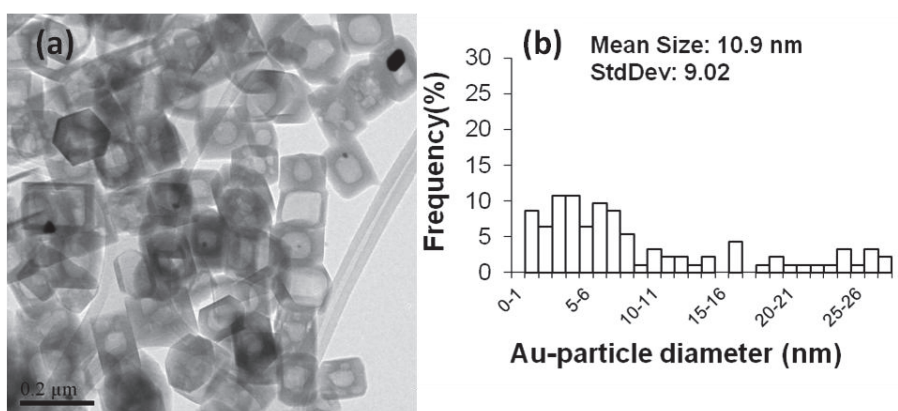 (a)
0.2 µm
(b)
Mean Size: 10.9 nm
StdDev: 9.02
Frequency(%)
30
25
20
15
10
5
0
0-1
5-6
10-11
15-16
20-21
25-26
Au-particle diameter (nm)